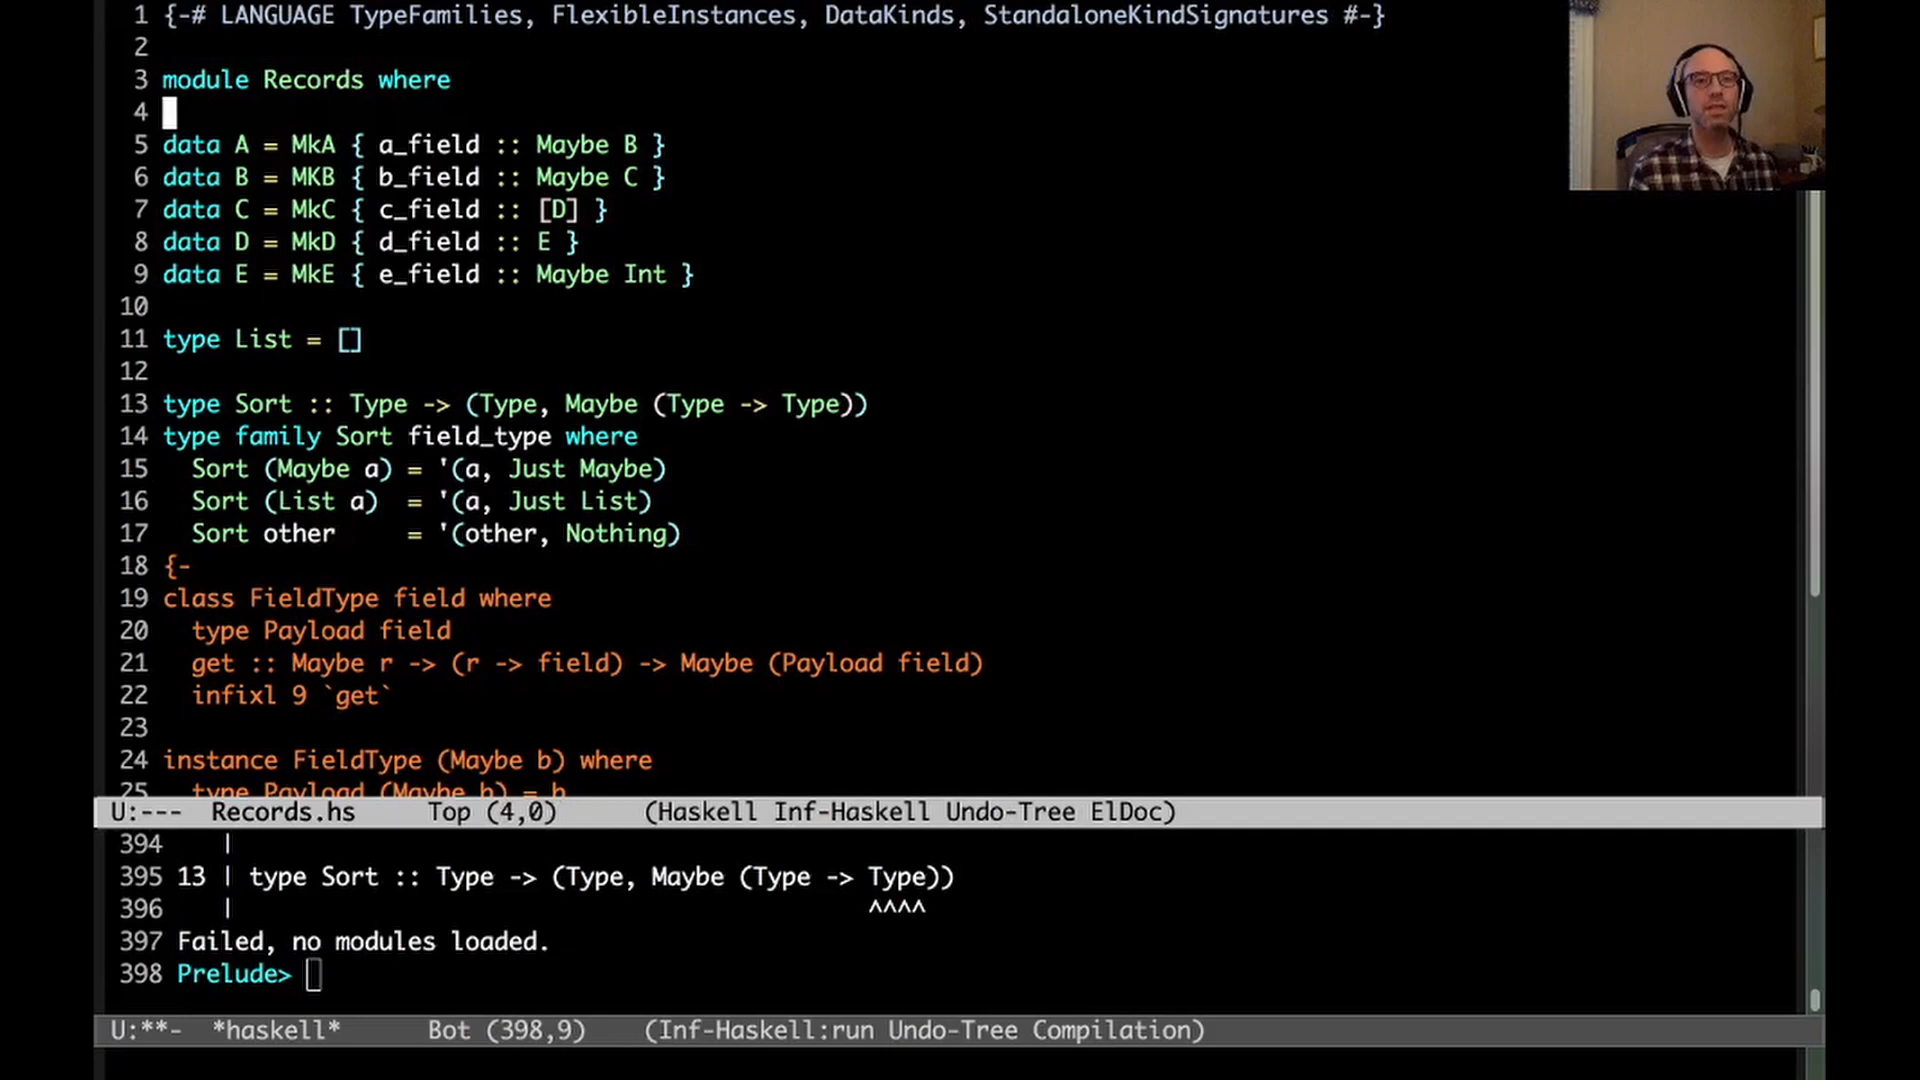 1 {-# LANGUAGE TypeFamilies, FlexibleInstances, DataKinds, StandaloneKindSignatures #-}
2
3 module Records where
4
5 data A = MkA { a_field :: Maybe B }
6 data B = MKB { b_field :: Maybe C }
7 data C = MkC { c_field :: [D] }
8 data D = MkD { d_field :: E }
9 data E = MkE { e_field :: Maybe Int }
10
11 type List = []
12
13 type Sort :: Type -> (Type, Maybe (Type -> Type))
14 type family Sort field_type where
15   Sort (Maybe a) = '(a, Just Maybe)
16   Sort (List a)  = '(a, Just List)
17   Sort other     = '(other, Nothing)
18 {-
19 class FieldType field where
20   type Payload field
21   get :: Maybe r -> (r -> field) -> Maybe (Payload field)
22   infixl 9 `get`
23
24 instance FieldType (Maybe b) where
25   type Payload (Maybe b) = b
U:---  Records.hs     Top (4,0)      (Haskell Inf-Haskell Undo-Tree ElDoc)
394    |
395 13 | type Sort :: Type -> (Type, Maybe (Type -> Type))
396    |                                           ^^^^
397 Failed, no modules loaded.
398 Prelude>
U:**-  *haskell*      Bot (398,9)     (Inf-Haskell:run Undo-Tree Compilation)